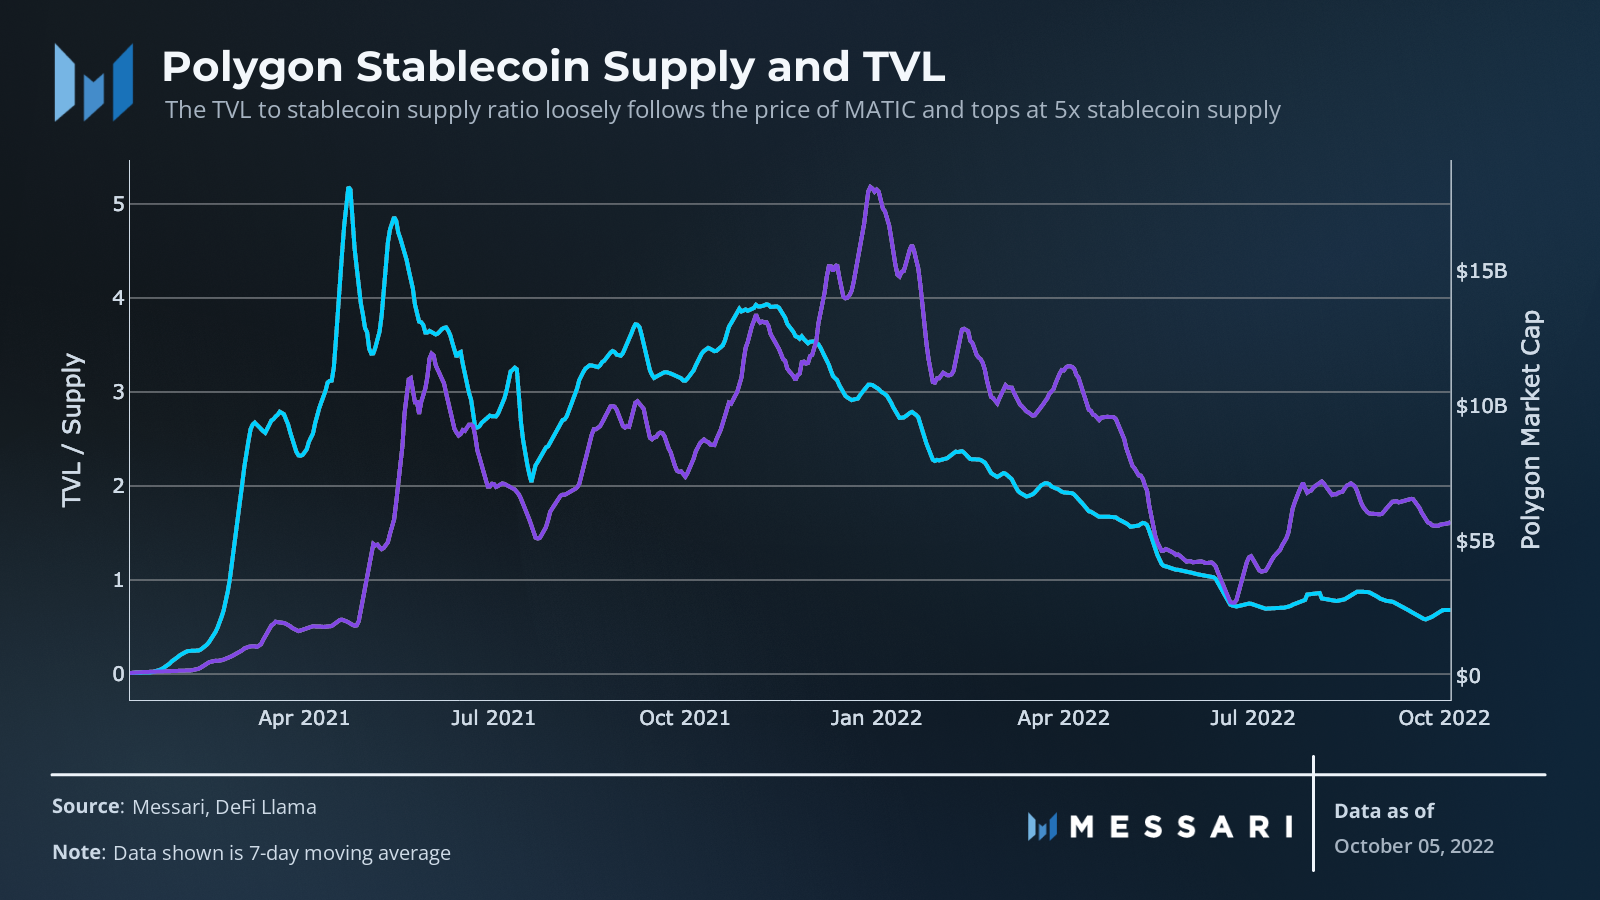 Polygon Stablecoin Supply and TVL
The TVL to stablecoin supply ratio loosely follows the price of MATIC and tops at 5x stablecoin supply
TVL / Supply
5
4
3
2
1
0
$15B
$10B
$5B
$0
Polygon Market Cap
Apr 2021
Jul 2021
Oct 2021
Jan 2022
Apr 2022
Jul 2022
Oct 2022
Source: Messari, DeFi Llama
Note: Data shown is 7-day moving average
MESSARI
Data as of
October 05, 2022